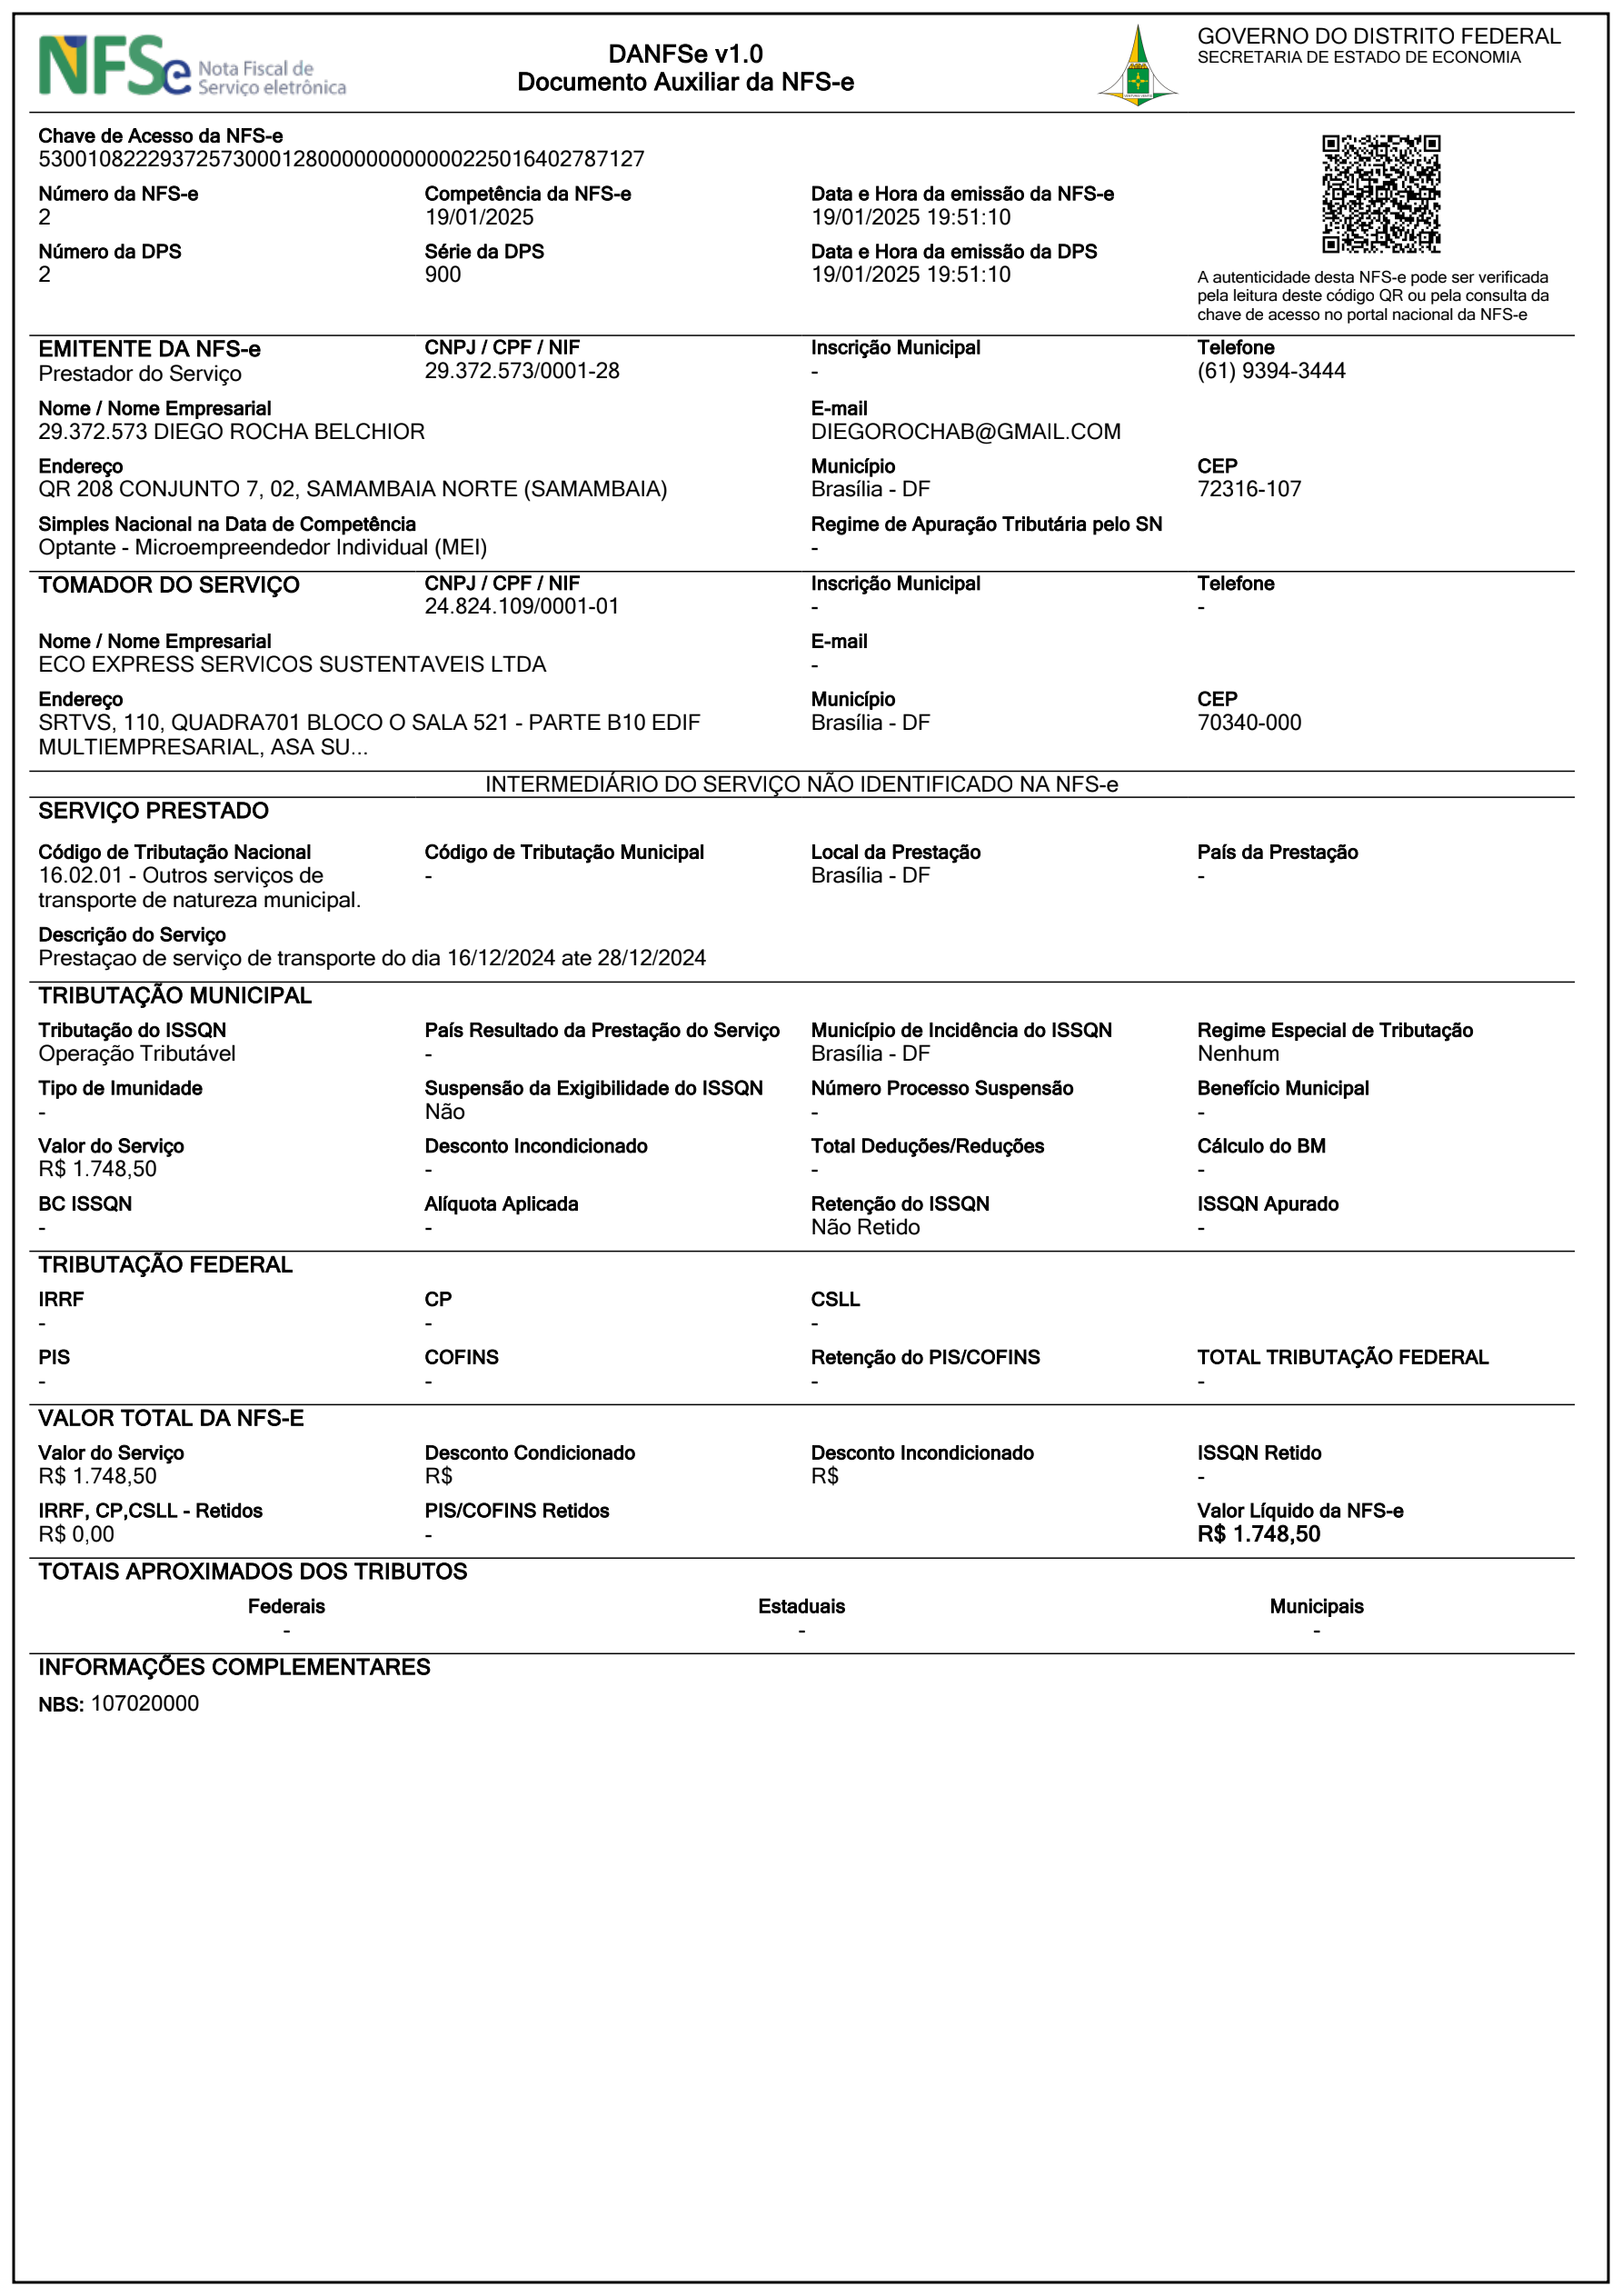 NFSe Nota Fiscal de Serviço eletrônica
DANFSe v1.0
Documento Auxiliar da NFS-e
GOVERNO DO DISTRITO FEDERAL
SECRETARIA DE ESTADO DE ECONOMIA
Chave de Acesso da NFS-e
53001082229372573000128000000000000225016402787127
Número da NFS-e Competência da NFS-e Data e Hora da emissão da NFS-e
2 19/01/2025 19/01/2025 19:51:10
Número da DPS Série da DPS Data e Hora da emissão da DPS
2 900 19/01/2025 19:51:10
A autenticidade desta NFS-e pode ser verificada
pela leitura deste código QR ou pela consulta da
chave de acesso no portal nacional da NFS-e
EMITENTE DA NFS-e CNPJ / CPF / NIF Inscrição Municipal Telefone
Prestador do Serviço 29.372.573/0001-28 - (61) 9394-3444
Nome / Nome Empresarial E-mail
29.372.573 DIEGO ROCHA BELCHIOR DIEGOROCHAB@GMAIL.COM
Endereço Município CEP
QR 208 CONJUNTO 7, 02, SAMAMBAIA NORTE (SAMAMBAIA) Brasília - DF 72316-107
Simples Nacional na Data de Competência Regime de Apuração Tributária pelo SN
Optante - Microempreendedor Individual (MEI) -
TOMADOR DO SERVIÇO CNPJ / CPF / NIF Inscrição Municipal Telefone
24.824.109/0001-01 - -
Nome / Nome Empresarial E-mail
ECO EXPRESS SERVICOS SUSTENTAVEIS LTDA -
Endereço Município CEP
SRTVS, 110, QUADRA701 BLOCO O SALA 521 - PARTE B10 EDIF Brasília - DF 70340-000
MULTIEMPRESARIAL, ASA SU...
INTERMEDIÁRIO DO SERVIÇO NÃO IDENTIFICADO NA NFS-e
SERVIÇO PRESTADO
Código de Tributação Nacional Código de Tributação Municipal Local da Prestação País da Prestação
16.02.01 - Outros serviços de - Brasília - DF -
transporte de natureza municipal.
Descrição do Serviço
Prestaçao de serviço de transporte do dia 16/12/2024 ate 28/12/2024
TRIBUTAÇÃO MUNICIPAL
Tributação do ISSQN País Resultado da Prestação do Serviço Município de Incidência do ISSQN Regime Especial de Tributação
Operação Tributável - Brasília - DF Nenhum
Tipo de Imunidade Suspensão da Exigibilidade do ISSQN Número Processo Suspensão Benefício Municipal
- Não - -
Valor do Serviço Desconto Incondicionado Total Deduções/Reduções Cálculo do BM
R$ 1.748,50 - - -
BC ISSQN Alíquota Aplicada Retenção do ISSQN ISSQN Apurado
- - Não Retido -
TRIBUTAÇÃO FEDERAL
IRRF CP CSLL
- - -
PIS COFINS Retenção do PIS/COFINS TOTAL TRIBUTAÇÃO FEDERAL
- - - -
VALOR TOTAL DA NFS-E
Valor do Serviço Desconto Condicionado Desconto Incondicionado ISSQN Retido
R$ 1.748,50 R$ R$ -
IRRF, CP,CSLL - Retidos PIS/COFINS Retidos Valor Líquido da NFS-e
R$ 0,00 - R$ 1.748,50
TOTAIS APROXIMADOS DOS TRIBUTOS
Federais Estaduais Municipais
- - -
INFORMAÇÕES COMPLEMENTARES
NBS: 107020000